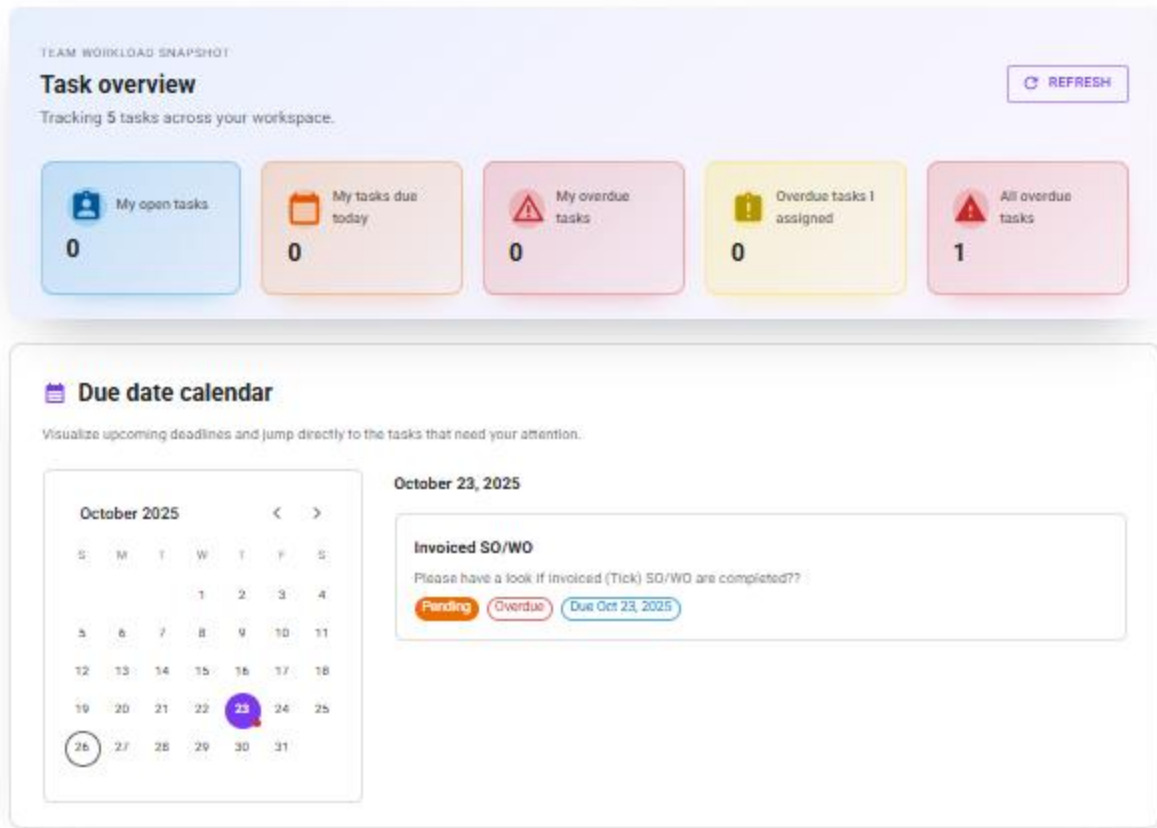 TEAM WORKLOAD SNAPSHOT
Task overview
Tracking 5 tasks across your workspace.
REFRESH
My open tasks
0
My tasks due
today
0
My overdue
tasks
0
Overdue tasks I
assigned
0
All overdue
tasks
1
Due date calendar
Visualize upcoming deadlines and jump directly to the tasks that need your attention.
October 2025
S M T W T F S
1 2 3 4
5 6 7 8 9 10 11
12 13 14 15 16 17 18
19 20 21 22 23 24 25
26 27 28 29 30 31
October 23, 2025
Invoiced SO/WO
Please have a look if invoiced (Tick) SO/WO are completed??
Pending Overdue Due Oct 23, 2025